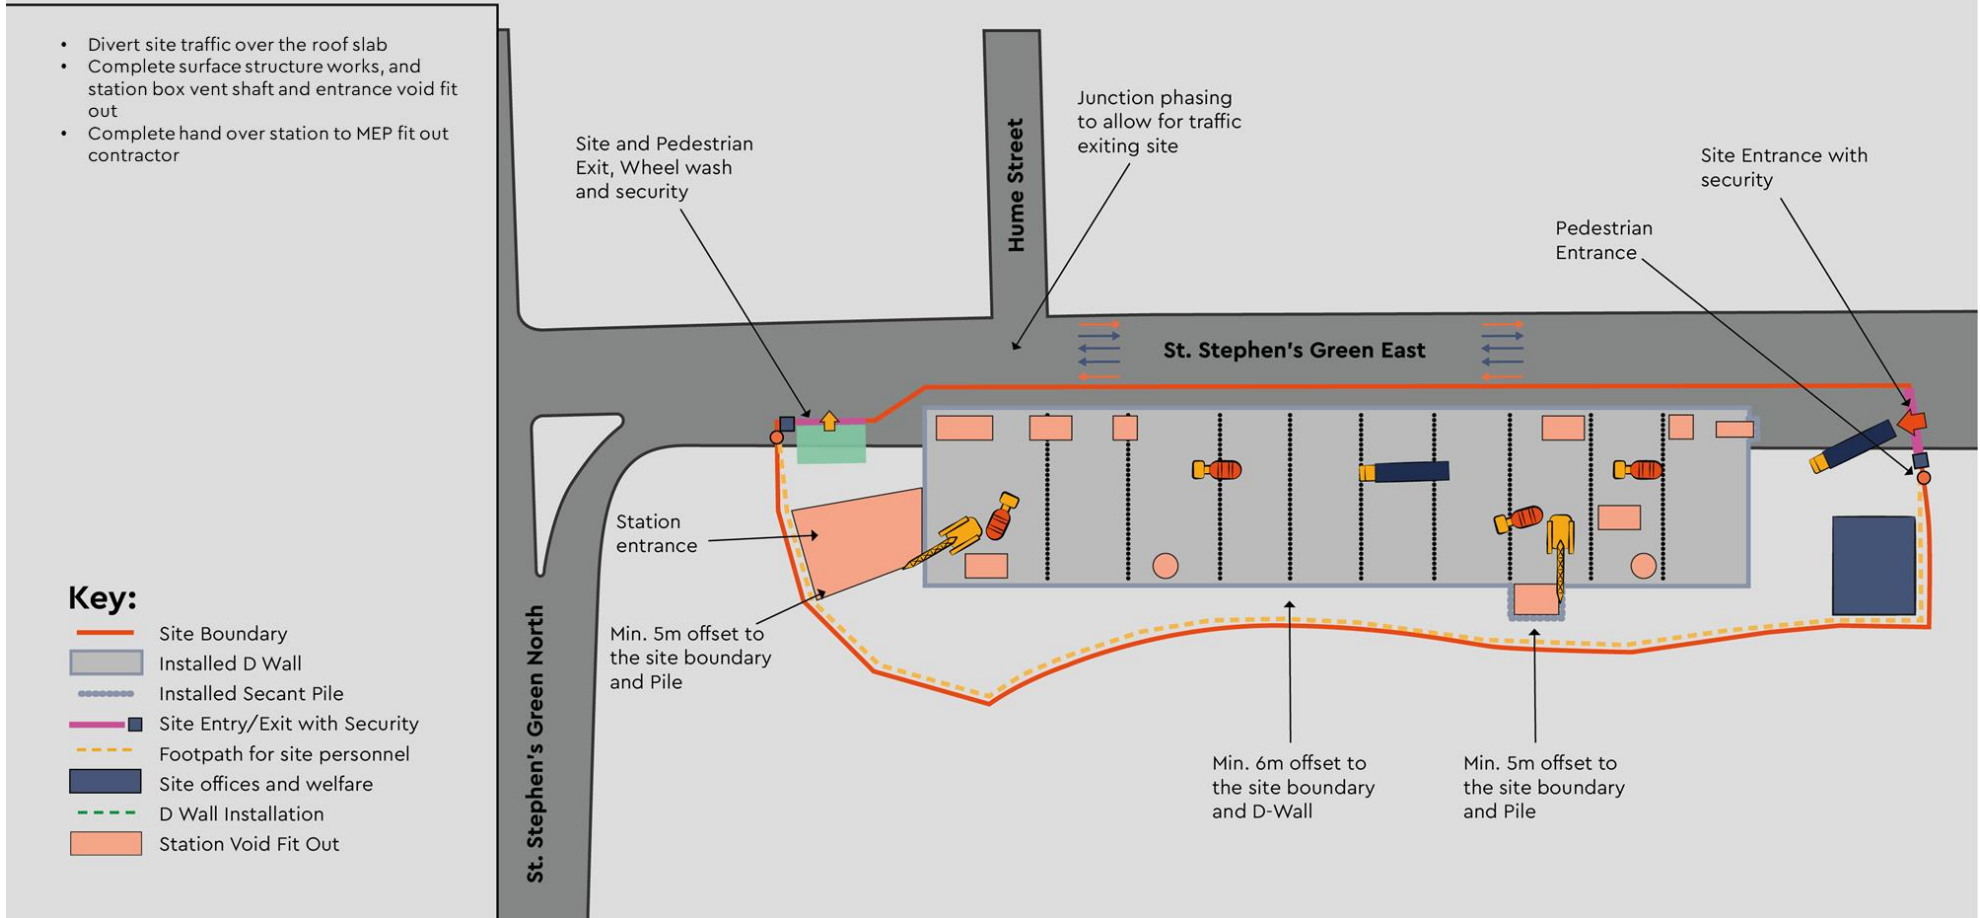 • Divert site traffic over the roof slab
• Complete surface structure works, and
station box vent shaft and entrance void fit
out
• Complete hand over station to MEP fit out
contractor
Site and Pedestrian
Exit, Wheel wash
and security
Hume Street
Junction phasing
to allow for traffic
exiting site
Site Entrance with
security
Pedestrian
Entrance
St. Stephen's Green East
Station
entrance
Min. 5m offset to
the site boundary
and Pile
Min. 6m offset to
the site boundary
and D-Wall
Min. 5m offset to
the site boundary
and Pile
St. Stephen's Green North
Key:
Site Boundary
Installed D Wall
Installed Secant Pile
Site Entry/Exit with Security
Footpath for site personnel
Site offices and welfare
D Wall Installation
Station Void Fit Out